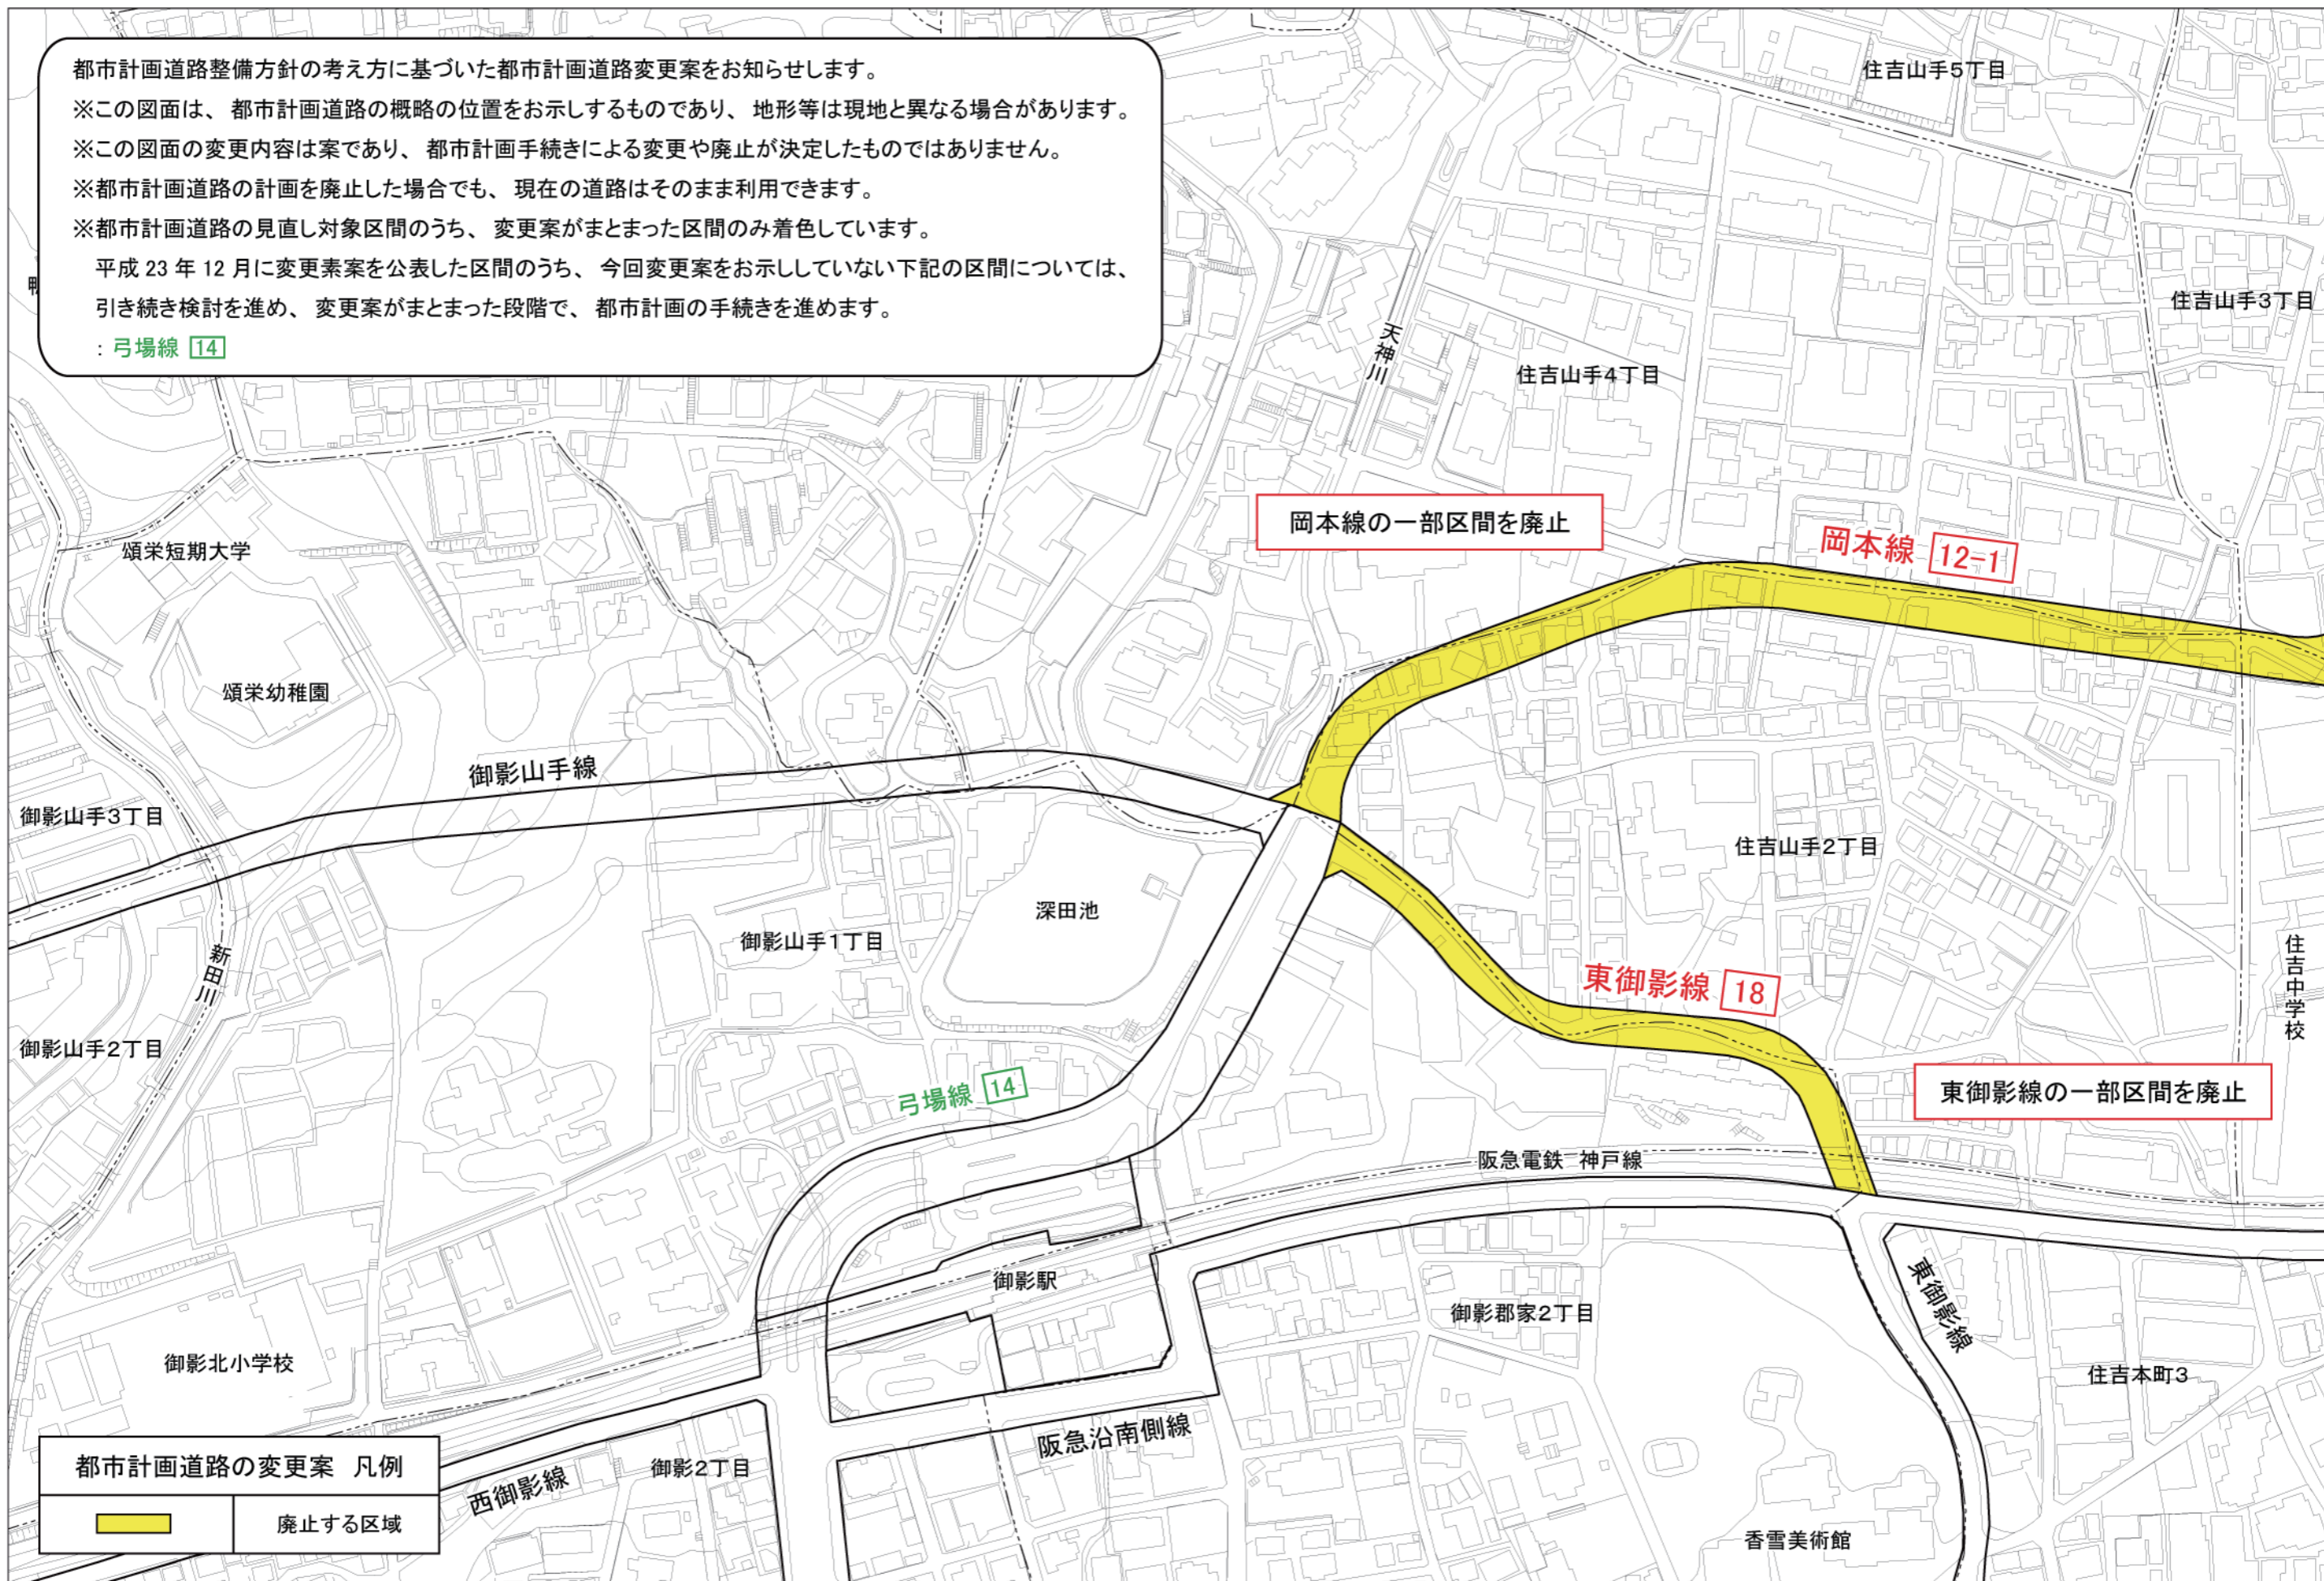 都市計画道路整備方針の考え方に基づいた都市計画道路変更案をお知らせします。
※この図面は、都市計画道路の概略の位置をお示しするものであり、地形等は現地と異なる場合があります。
※この図面の変更内容は案であり、都市計画手続きによる変更や廃止が決定したものではありません。
※都市計画道路の計画を廃止した場合でも、現在の道路はそのまま利用できます。
※都市計画道路の見直し対象区間のうち、変更案がまとまった区間のみ着色しています。
平成 23 年 12 月に変更素案を公表した区間のうち、今回変更案をお示ししていない下記の区間については、
引き続き検討を進め、変更案がまとまった段階で、都市計画の手続きを進めます。
：弓場線 14
住吉山手5丁目
住吉山手3丁目
天神川
住吉山手4丁目
岡本線の一部区間を廃止
岡本線 12-1
頌栄短期大学
頌栄幼稚園
御影山手線
御影山手3丁目
住吉山手2丁目
深田池
御影山手1丁目
新田川
住吉中学校
東御影線 18
御影山手2丁目
弓場線 14
東御影線の一部区間を廃止
阪急電鉄 神戸線
御影駅
御影郡家2丁目
東御影線
御影北小学校
住吉本町3
阪急沿南側線
御影2丁目
西御影線
香雪美術館
都市計画道路の変更案 凡例
廃止する区域